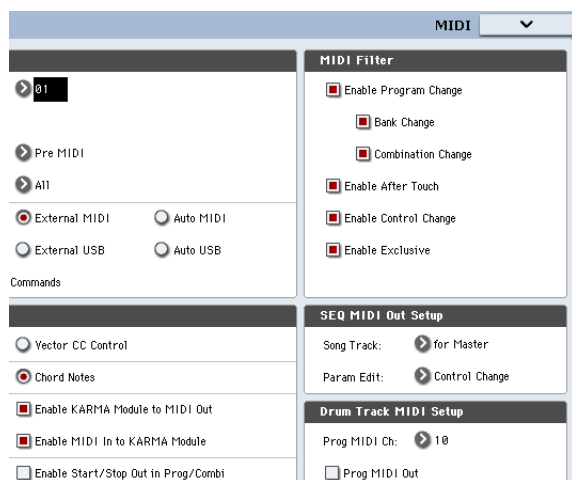 MIDI
01
Pre MIDI
All
External MIDI
Auto MIDI
External USB
Auto USB
Commands
Vector CC Control
Chord Notes
Enable KARMA Module to MIDI Out
Enable MIDI In to KARMA Module
Enable Start/Stop Out in Prog/Combi
MIDI Filter
Enable Program Change
Bank Change
Combination Change
Enable After Touch
Enable Control Change
Enable Exclusive
SEQ MIDI Out Setup
Song Track: for Master
Param Edit: Control Change
Drum Track MIDI Setup
Prog MIDI Ch: 10
Prog MIDI Out